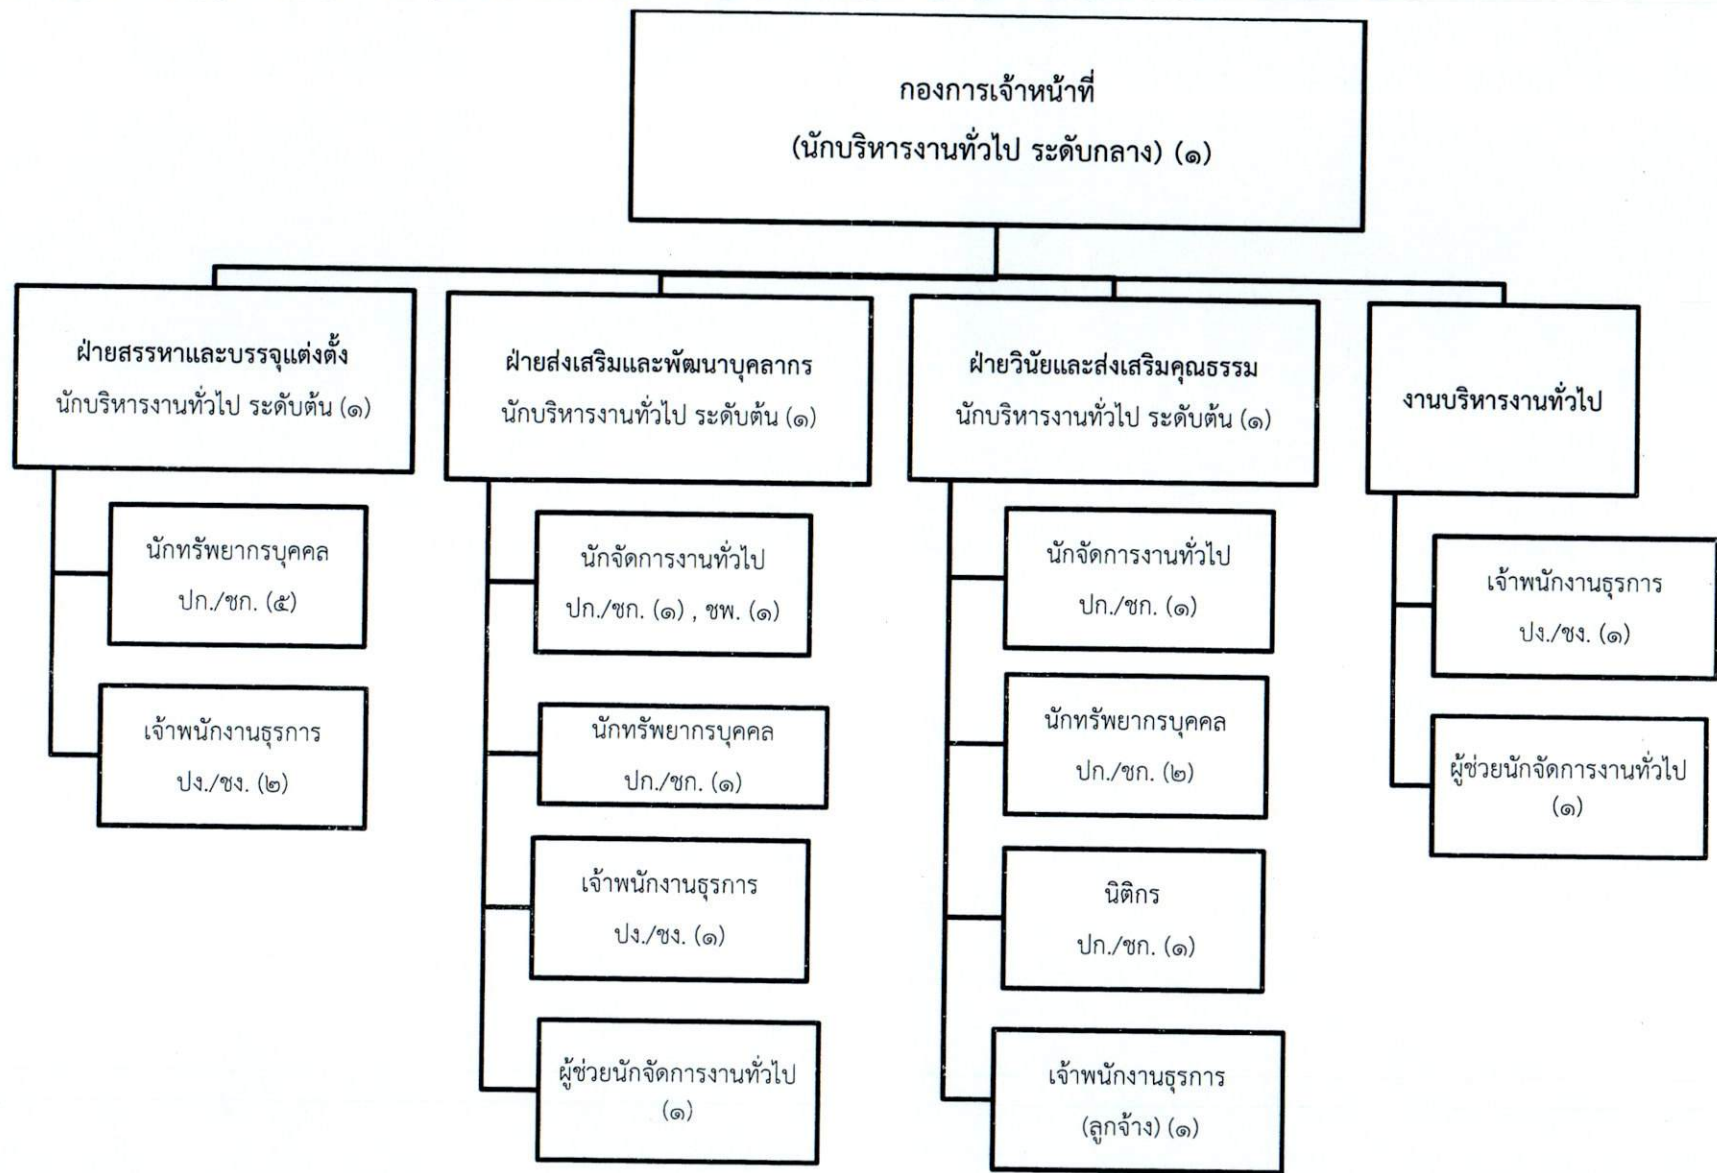 กองการเจ้าหน้าที่
(นักบริหารงานทั่วไป ระดับกลาง) (๑)
ฝ่ายสรรหาและบรรจุแต่งตั้ง
นักบริหารงานทั่วไป ระดับต้น (๑)
นักทรัพยากรบุคคล
ปก./ชก. (๕)
เจ้าพนักงานธุรการ
ปง./ชง. (๒)
ฝ่ายส่งเสริมและพัฒนาบุคลากร
นักบริหารงานทั่วไป ระดับต้น (๑)
นักจัดการงานทั่วไป
ปก./ชก. (๑) , ชพ. (๑)
นักทรัพยากรบุคคล
ปก./ชก. (๑)
เจ้าพนักงานธุรการ
ปง./ชง. (๑)
ผู้ช่วยนักจัดการงานทั่วไป
(๑)
ฝ่ายวินัยและส่งเสริมคุณธรรม
นักบริหารงานทั่วไป ระดับต้น (๑)
นักจัดการงานทั่วไป
ปก./ชก. (๑)
นักทรัพยากรบุคคล
ปก./ชก. (๒)
นิติกร
ปก./ชก. (๑)
เจ้าพนักงานธุรการ
(ลูกจ้าง) (๑)
งานบริหารงานทั่วไป
เจ้าพนักงานธุรการ
ปง./ชง. (๑)
ผู้ช่วยนักจัดการงานทั่วไป
(๑)